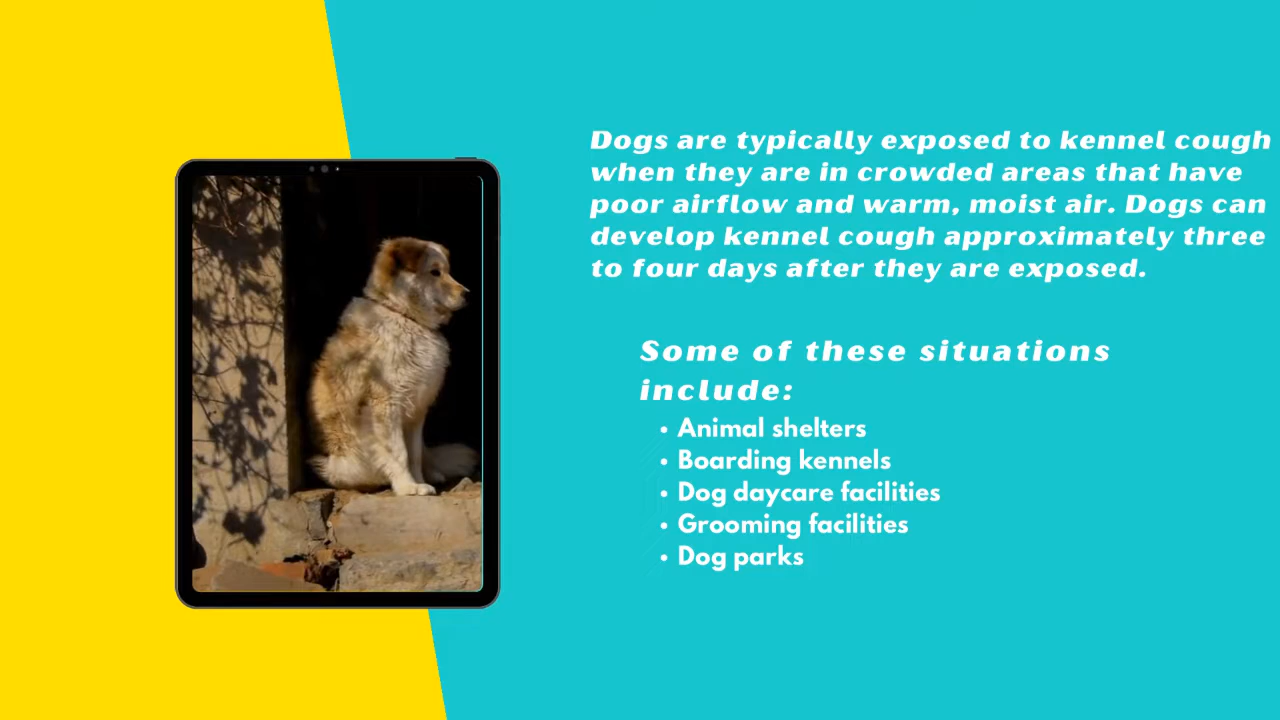 Dogs are typically exposed to kennel cough
when they are in crowded areas that have
poor airflow and warm, moist air. Dogs can
develop kennel cough approximately three
to four days after they are exposed.
Some of these situations
include:
• Animal shelters
• Boarding kennels
• Dog daycare facilities
• Grooming facilities
• Dog parks